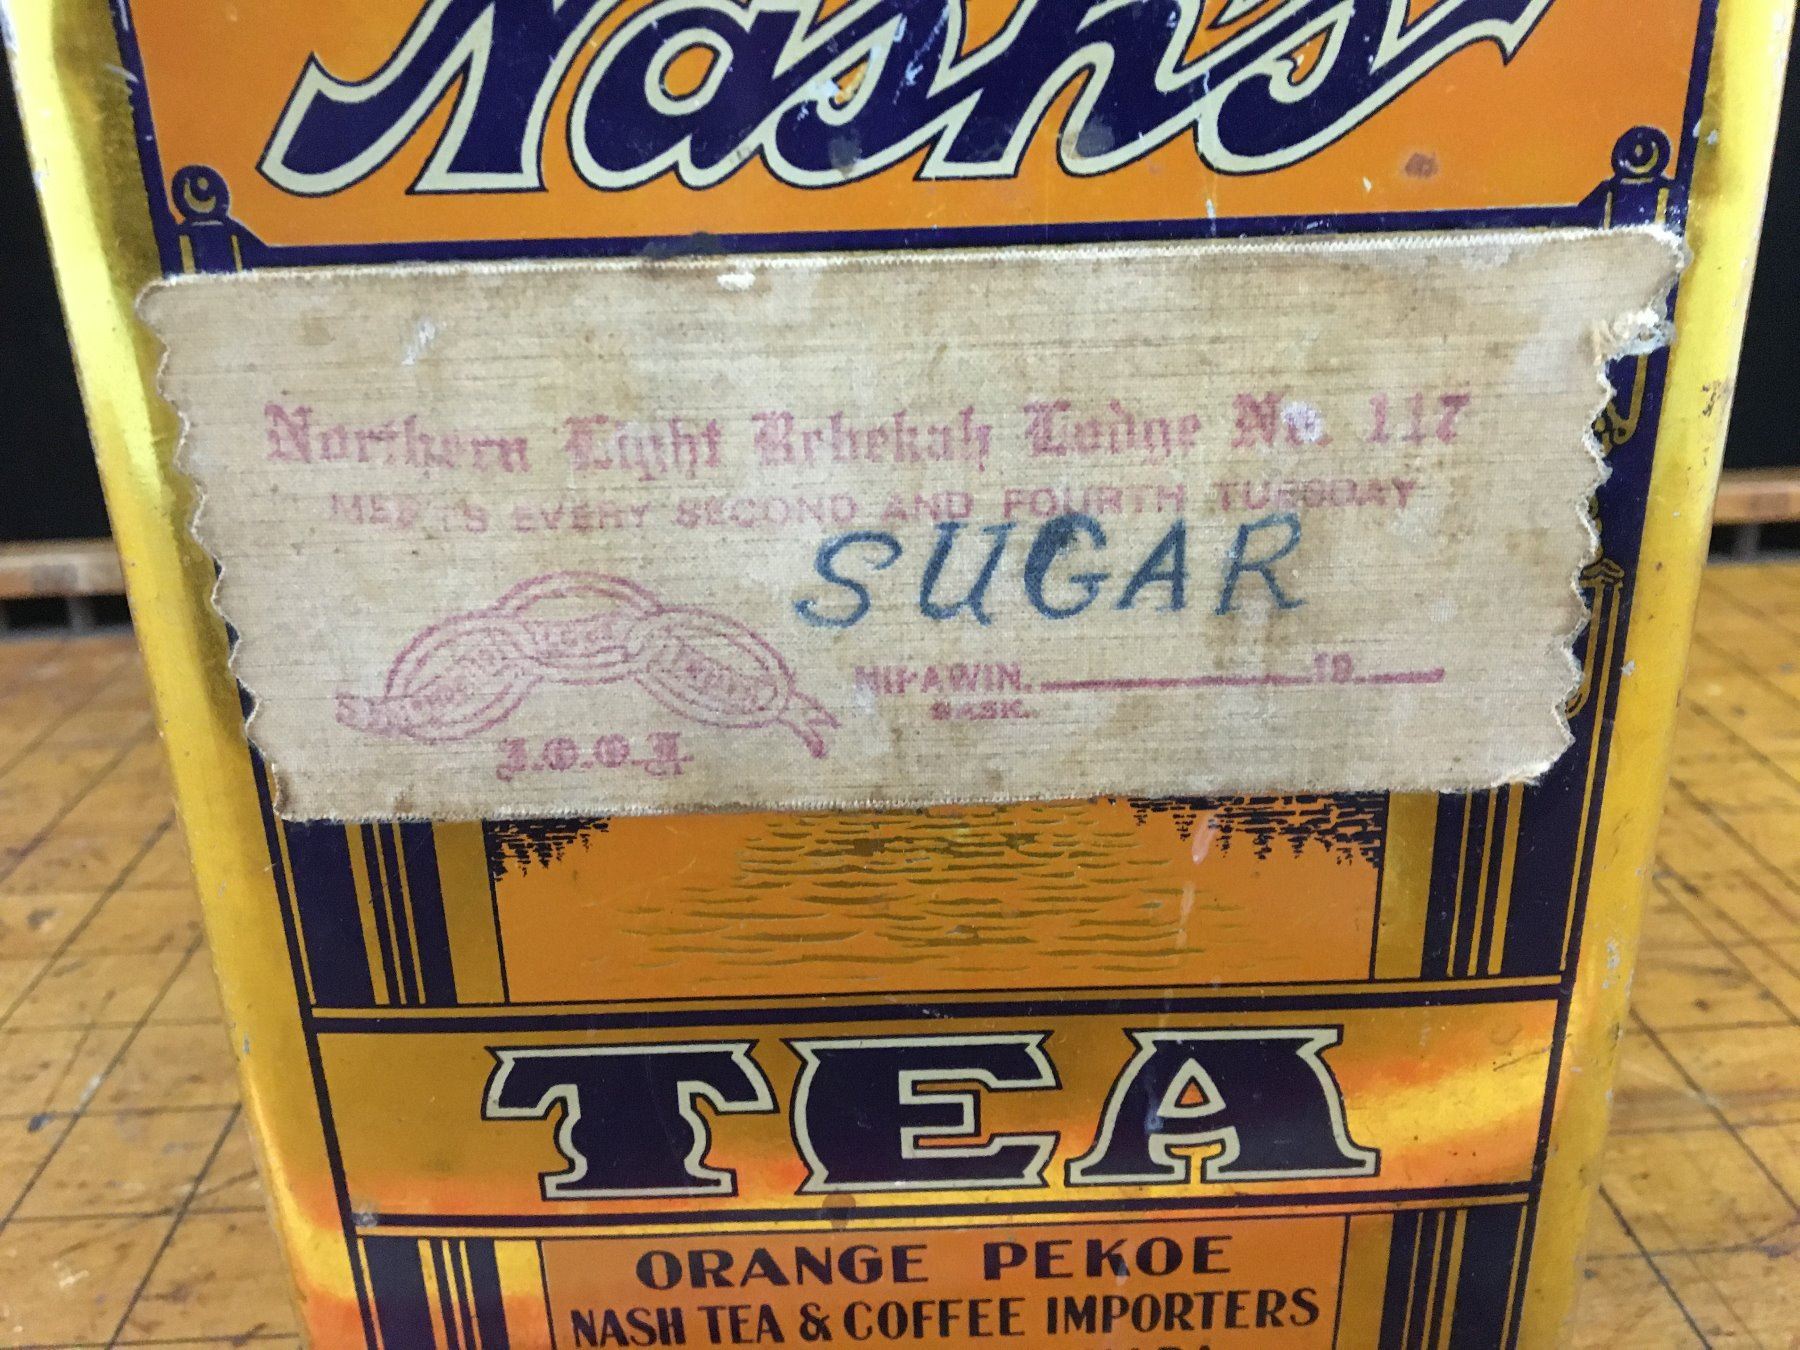 Nash's
Northern Light Rebekah Lodge No. 117
MEETS EVERY SECOND AND FOURTH TUESDAY
SUGAR
NIPAWIN, 19
SASK.
I.O.O.F.
TEA
ORANGE PEKOE
NASH TEA & COFFEE IMPORTERS